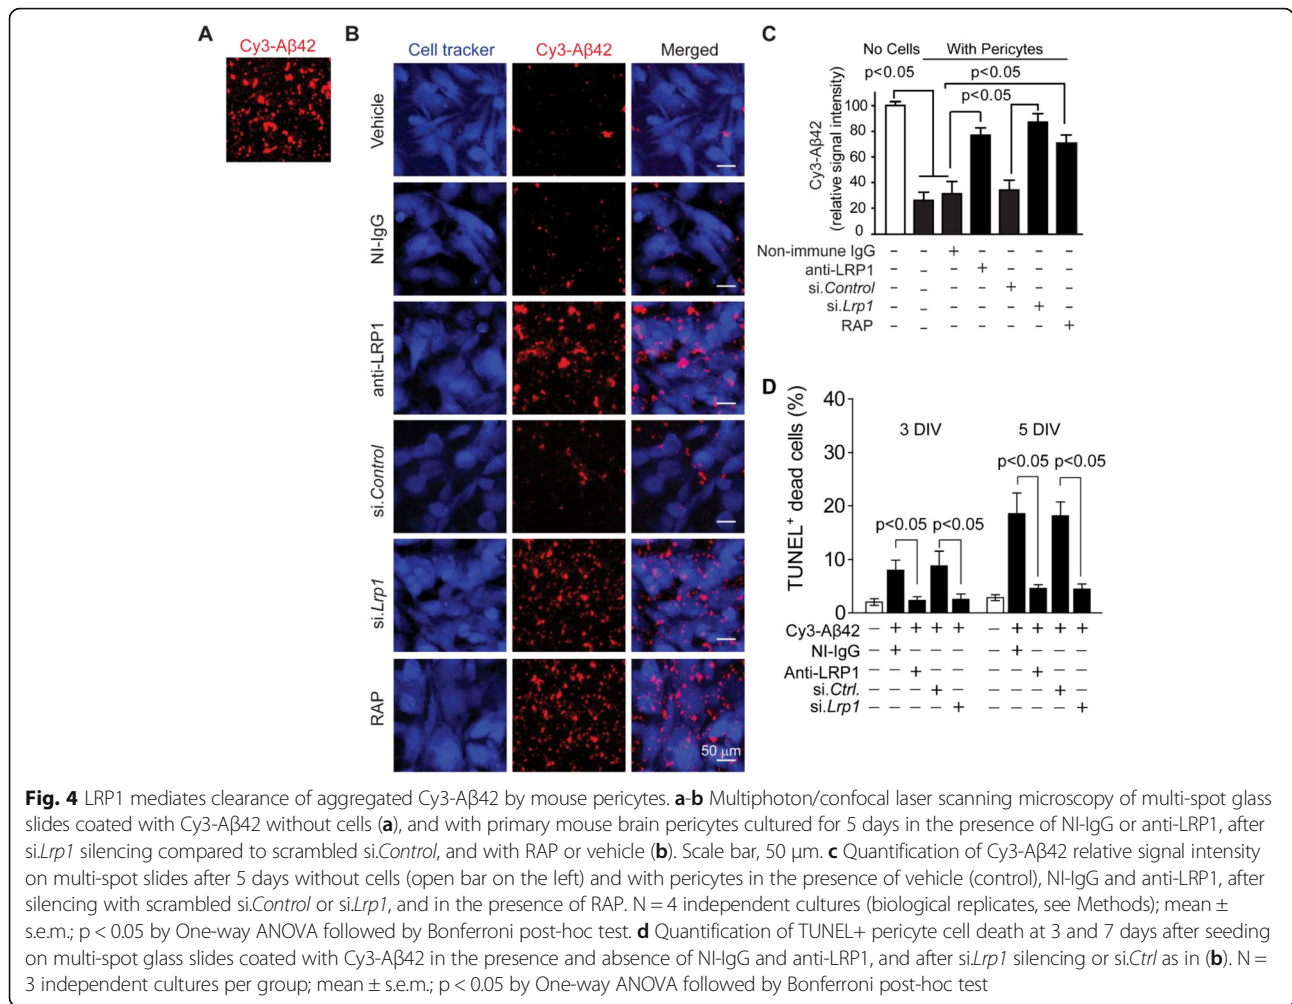 A
Cy3-Aβ42
B
Cell tracker
Cy3-Aβ42
Merged
Vehicle
NI-IgG
anti-LRP1
si.Control
si.Lrp1
RAP
50 μm
C
No Cells
With Pericytes
p<0.05
p<0.05
p<0.05
Cy3-Aβ42
(relative signal intensity)
100
80
60
40
20
0
Non-immune IgG – – + – – – –
anti-LRP1 – – – + – – –
si.Control – – – – + – –
si.Lrp1 – – – – – + –
RAP – – – – – – +
D
TUNEL+ dead cells (%)
40
30
20
10
0
3 DIV
5 DIV
p<0.05
p<0.05
p<0.05
p<0.05
Cy3-Aβ42 – + + + + – + + + +
NI-IgG – + – – – – + – – –
Anti-LRP1 – – + – – – – + – –
si.Ctrl. – – – + – – – – + –
si.Lrp1 – – – – + – – – – +
Fig. 4 LRP1 mediates clearance of aggregated Cy3-Aβ42 by mouse pericytes. a-b Multiphoton/confocal laser scanning microscopy of multi-spot glass
slides coated with Cy3-Aβ42 without cells (a), and with primary mouse brain pericytes cultured for 5 days in the presence of NI-IgG or anti-LRP1, after
si.Lrp1 silencing compared to scrambled si.Control, and with RAP or vehicle (b). Scale bar, 50 μm. c Quantification of Cy3-Aβ42 relative signal intensity
on multi-spot slides after 5 days without cells (open bar on the left) and with pericytes in the presence of vehicle (control), NI-IgG and anti-LRP1, after
silencing with scrambled si.Control or si.Lrp1, and in the presence of RAP. N = 4 independent cultures (biological replicates, see Methods); mean ±
s.e.m.; p < 0.05 by One-way ANOVA followed by Bonferroni post-hoc test. d Quantification of TUNEL+ pericyte cell death at 3 and 7 days after seeding
on multi-spot glass slides coated with Cy3-Aβ42 in the presence and absence of NI-IgG and anti-LRP1, and after si.Lrp1 silencing or si.Ctrl as in (b). N =
3 independent cultures per group; mean ± s.e.m.; p < 0.05 by One-way ANOVA followed by Bonferroni post-hoc test